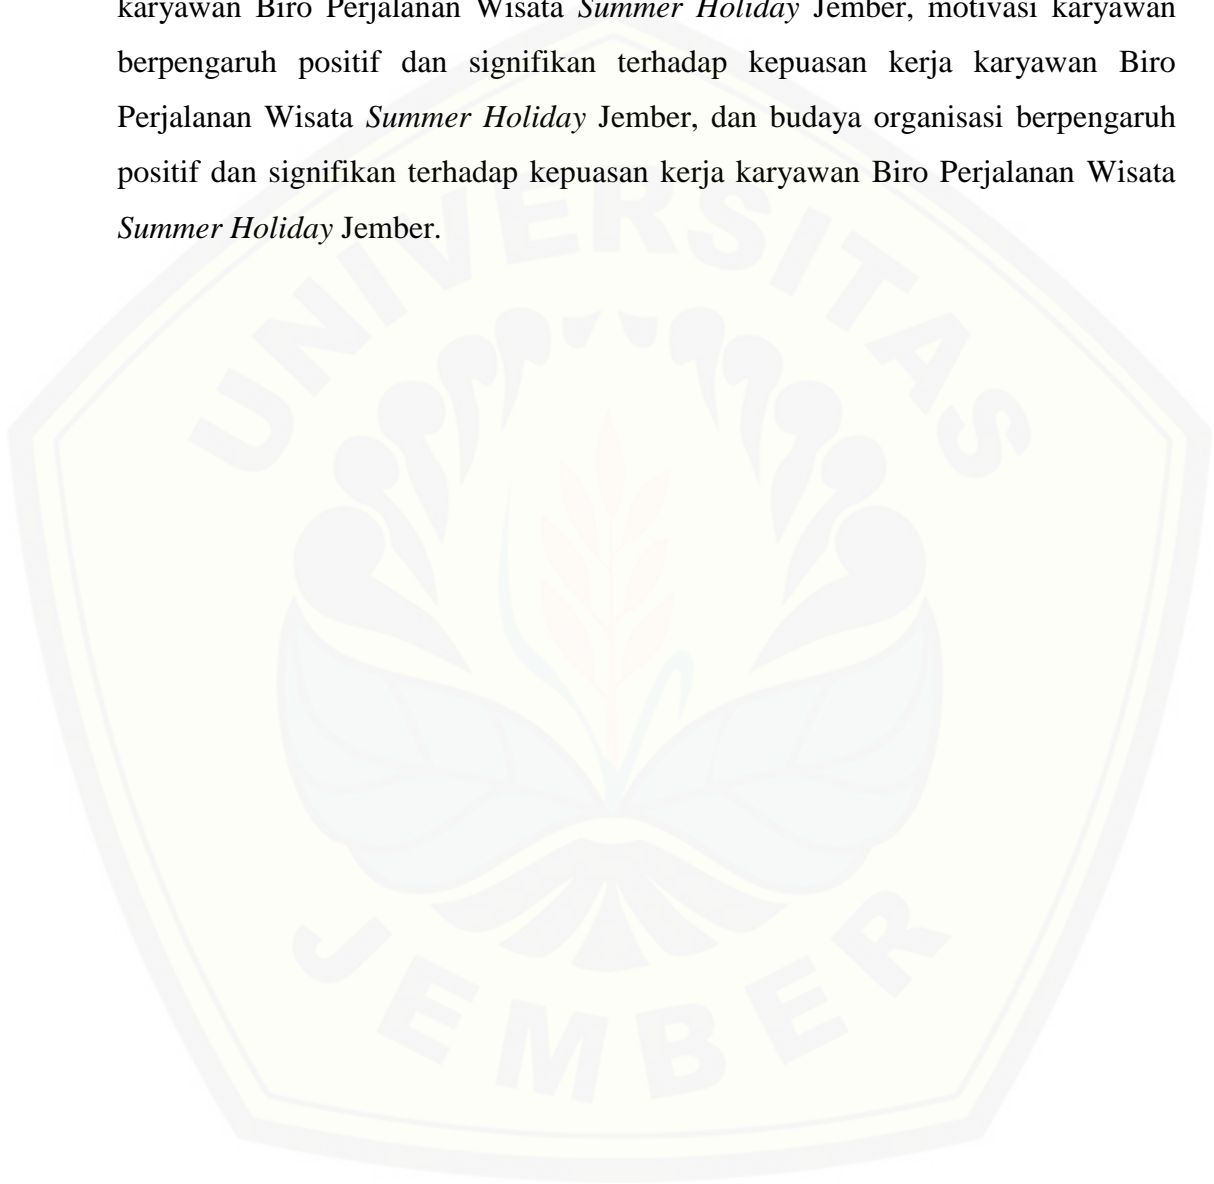 karyawan Biro Perjalanan Wisata Summer Holiday Jember, motivasi karyawan
berpengaruh positif dan signifikan terhadap kepuasan kerja karyawan Biro
Perjalanan Wisata Summer Holiday Jember, dan budaya organisasi berpengaruh
positif dan signifikan terhadap kepuasan kerja karyawan Biro Perjalanan Wisata
Summer Holiday Jember.
UNIVERSITAS
JEMBER